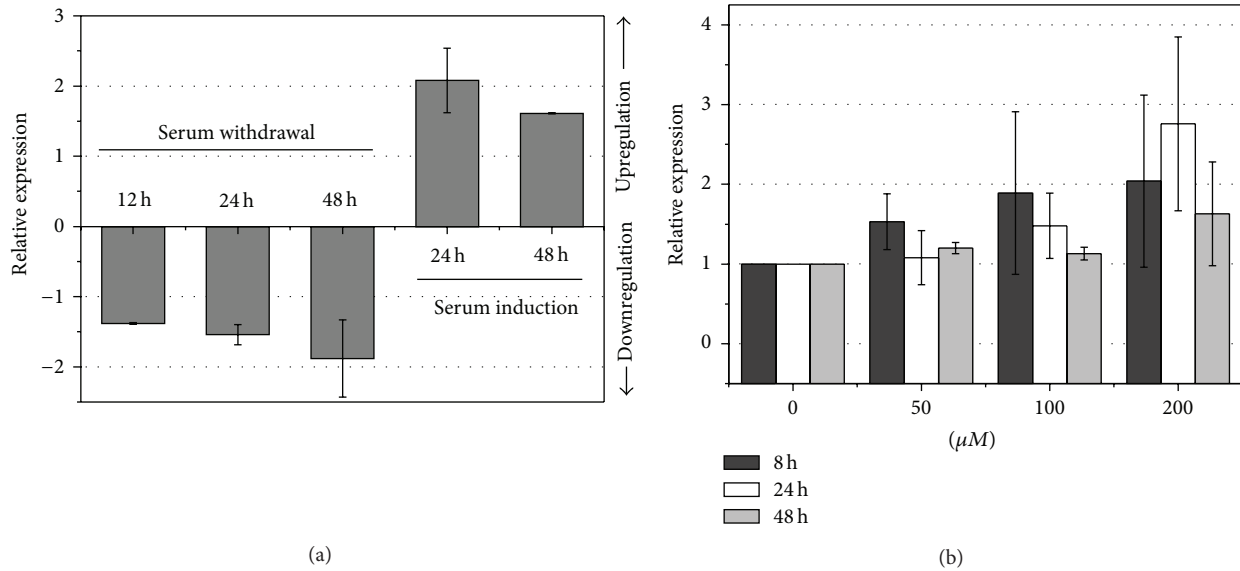 3
2
1
0
−1
−2
Relative expression
Serum withdrawal
12 h
24 h
48 h
24 h
48 h
Serum induction
Upregulation
Downregulation
(a)
4
3
2
1
0
Relative expression
0
50
100
200
(μM)
8 h
24 h
48 h
(b)